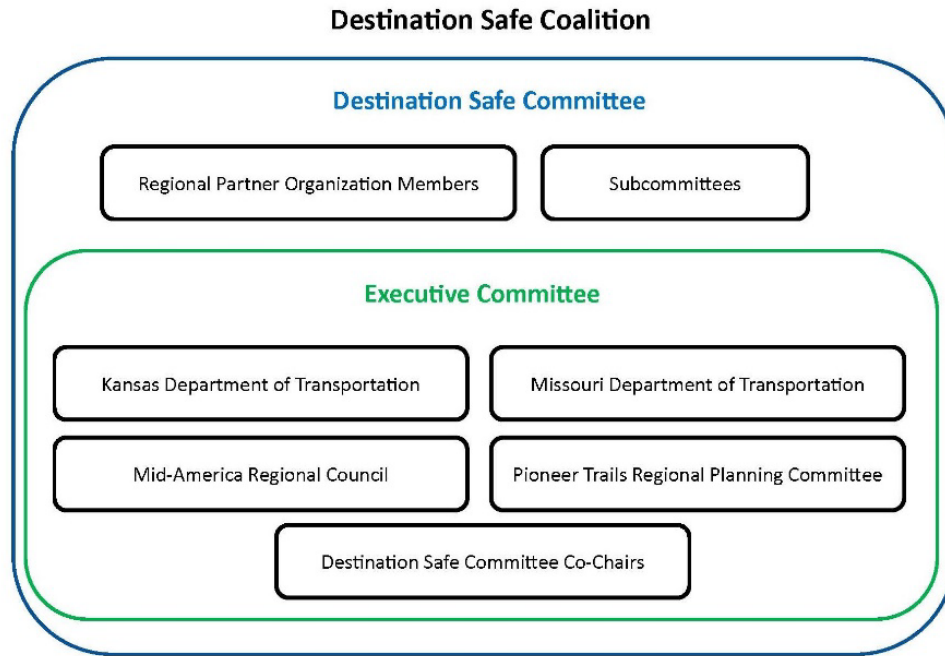 Destination Safe Coalition
Destination Safe Committee
Regional Partner Organization Members
Subcommittees
Executive Committee
Kansas Department of Transportation
Missouri Department of Transportation
Mid-America Regional Council
Pioneer Trails Regional Planning Committee
Destination Safe Committee Co-Chairs